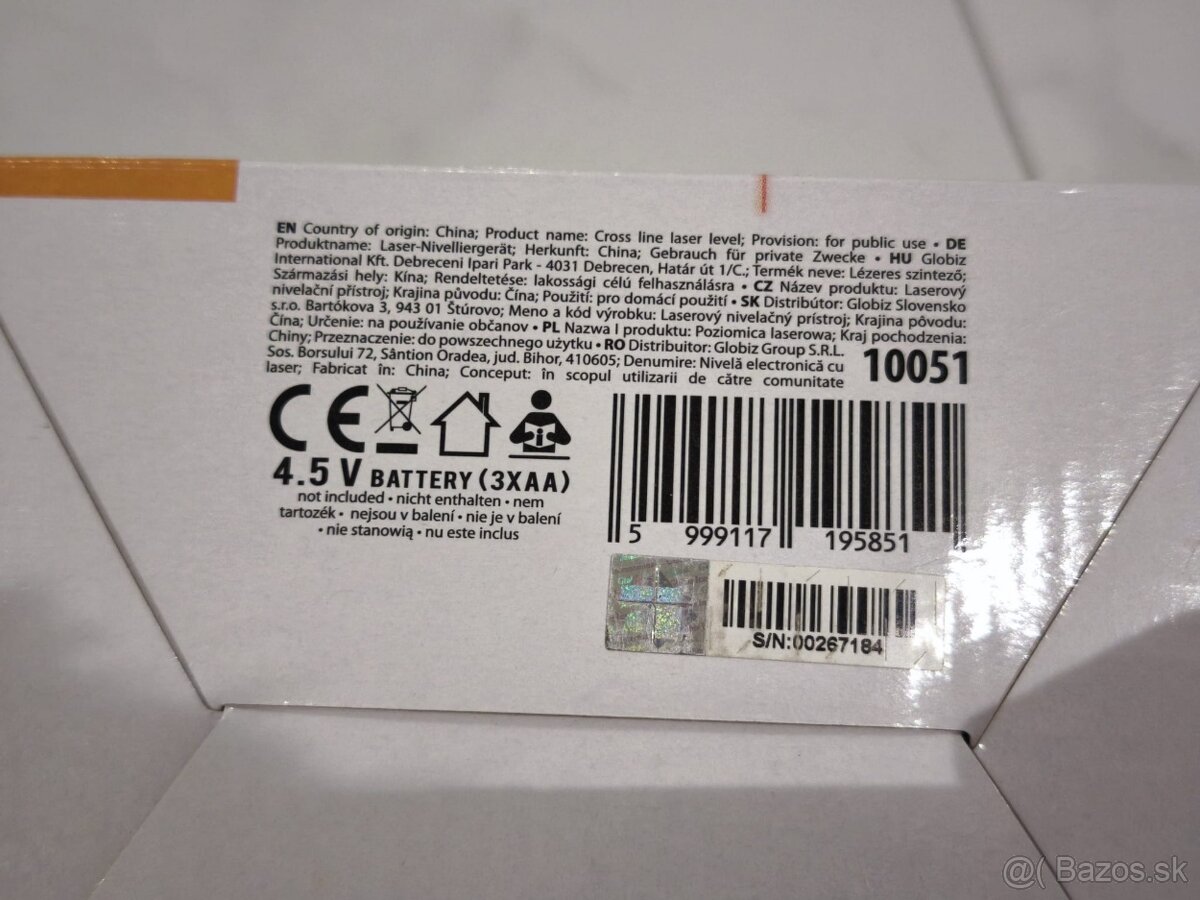 EN Country of origin: China; Product name: Cross line laser level; Provision: for public use • DE
Produktname: Laser-Nivelliergerät; Herkunft: China; Gebrauch für private Zwecke • HU Globiz
International Kft. Debreceni Ipari Park - 4031 Debrecen, Határ út 1/C.; Termék neve: Lézeres szintező;
Származási hely: Kína; Rendeltetése: lakossági célú felhasználásra • CZ Název produktu: Laserový
nivelační přístroj; Krajina původu: Čína; Použití: pro domácí použití • SK Distribútor: Globiz Slovensko
s.r.o. Bartókova 3, 943 01 Štúrovo; Meno a kód výrobku: Laserový nivelačný prístroj; Krajina pôvodu:
Čína; Určenie: na používanie občanov • PL Nazwa I produktu: Poziomica laserowa; Kraj pochodzenia:
Chiny; Przeznaczenie: do powszechnego użytku • RO Distribuitor: Globiz Group S.R.L.
Sos. Borsului 72, Sântion Oradea, jud. Bihor, 410605; Denumire: Nivelă electronică cu
laser; Fabricat în: China; Concept: în scopul utilizarii de către comunitate
10051
CE
4.5 V BATTERY (3XAA)
not included • nicht enthalten • nem
tartozék • nejsou v balení • nie je v balení
• nie stanowią • nu este inclus
5 999117 195851
S/N:00267184
@( Bazos.sk